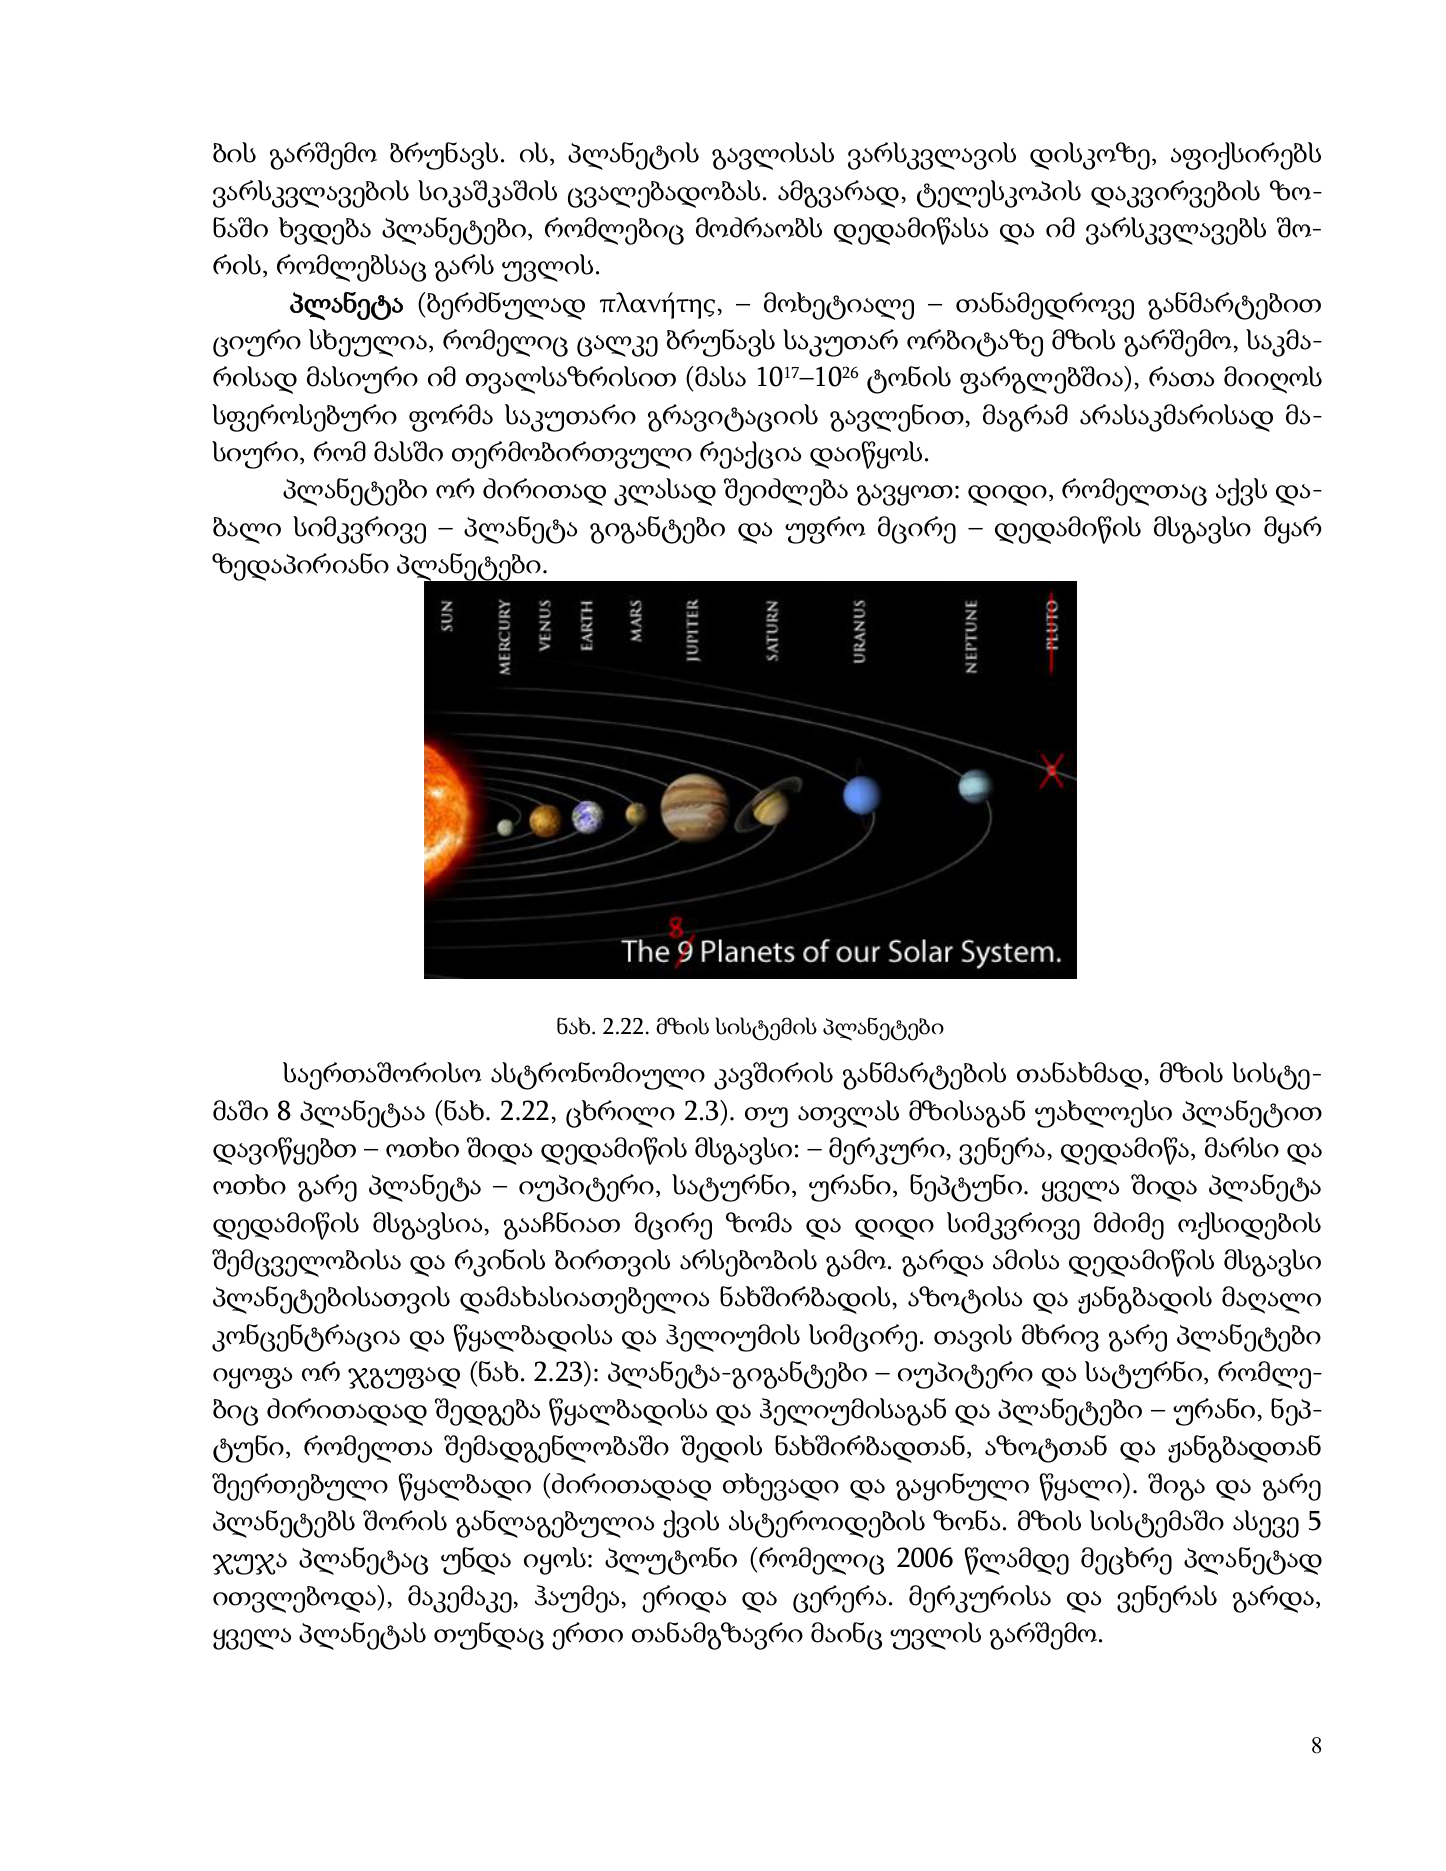 ბის გარშემო ბრუნავს. ის, პლანეტის გავლისას ვარსკვლავის დისკოზე, აფიქსირებს
ვარსკვლავების სიკაშკაშის ცვალებადობას. ამგვარად, ტელესკოპის დაკვირვების ზო-
ნაში ხვდება პლანეტები, რომლებიც მოძრაობს დედამიწასა და იმ ვარსკვლავებს შო-
რის, რომლებსაც გარს უვლის.
პლანეტა (ბერძნულად πλανήτης, – მოხეტიალე – თანამედროვე განმარტებით
ციური სხეულია, რომელიც ცალკე ბრუნავს საკუთარ ორბიტაზე მზის გარშემო, საკმა-
რისად მასიური იმ თვალსაზრისით (მასა 10¹⁷–10²⁶ ტონის ფარგლებშია), რათა მიიღოს
სფეროსებური ფორმა საკუთარი გრავიტაციის გავლენით, მაგრამ არასაკმარისად მა-
სიური, რომ მასში თერმობირთვული რეაქცია დაიწყოს.
პლანეტები ორ ძირითად კლასად შეიძლება გავყოთ: დიდი, რომელთაც აქვს და-
ბალი სიმკვრივე – პლანეტა გიგანტები და უფრო მცირე – დედამიწის მსგავსი მყარ
ზედაპირიანი პლანეტები.
SUN
MERCURY
VENUS
EARTH
MARS
JUPITER
SATURN
URANUS
NEPTUNE
PLUTO
8
The 9 Planets of our Solar System.
ნახ. 2.22. მზის სისტემის პლანეტები
საერთაშორისო ასტრონომიული კავშირის განმარტების თანახმად, მზის სისტე-
მაში 8 პლანეტაა (ნახ. 2.22, ცხრილი 2.3). თუ ათვლას მზისაგან უახლოესი პლანეტით
დავიწყებთ – ოთხი შიდა დედამიწის მსგავსი: – მერკური, ვენერა, დედამიწა, მარსი და
ოთხი გარე პლანეტა – იუპიტერი, სატურნი, ურანი, ნეპტუნი. ყველა შიდა პლანეტა
დედამიწის მსგავსია, გააჩნიათ მცირე ზომა და დიდი სიმკვრივე მძიმე ოქსიდების
შემცველობისა და რკინის ბირთვის არსებობის გამო. გარდა ამისა დედამიწის მსგავსი
პლანეტებისათვის დამახასიათებელია ნახშირბადის, აზოტისა და ჟანგბადის მაღალი
კონცენტრაცია და წყალბადისა და ჰელიუმის სიმცირე. თავის მხრივ გარე პლანეტები
იყოფა ორ ჯგუფად (ნახ. 2.23): პლანეტა-გიგანტები – იუპიტერი და სატურნი, რომლე-
ბიც ძირითადად შედგება წყალბადისა და ჰელიუმისაგან და პლანეტები – ურანი, ნეპ-
ტუნი, რომელთა შემადგენლობაში შედის ნახშირბადთან, აზოტთან და ჟანგბადთან
შეერთებული წყალბადი (ძირითადად თხევადი და გაყინული წყალი). შიგა და გარე
პლანეტებს შორის განლაგებულია ქვის ასტეროიდების ზონა. მზის სისტემაში ასევე 5
ჯუჯა პლანეტაც უნდა იყოს: პლუტონი (რომელიც 2006 წლამდე მეცხრე პლანეტად
ითვლებოდა), მაკემაკე, ჰაუმეა, ერიდა და ცერერა. მერკურისა და ვენერას გარდა,
ყველა პლანეტას თუნდაც ერთი თანამგზავრი მაინც უვლის გარშემო.
8